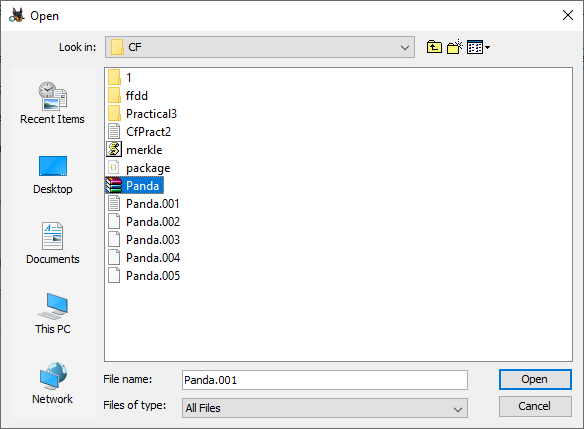 Open
Look in:
CF
Recent Items
Desktop
Documents
This PC
Network
1
ffdd
Practical3
CfPract2
merkle
package
Panda
Panda.001
Panda.002
Panda.003
Panda.004
Panda.005
File name:
Panda.001
Open
Files of type:
All Files
Cancel